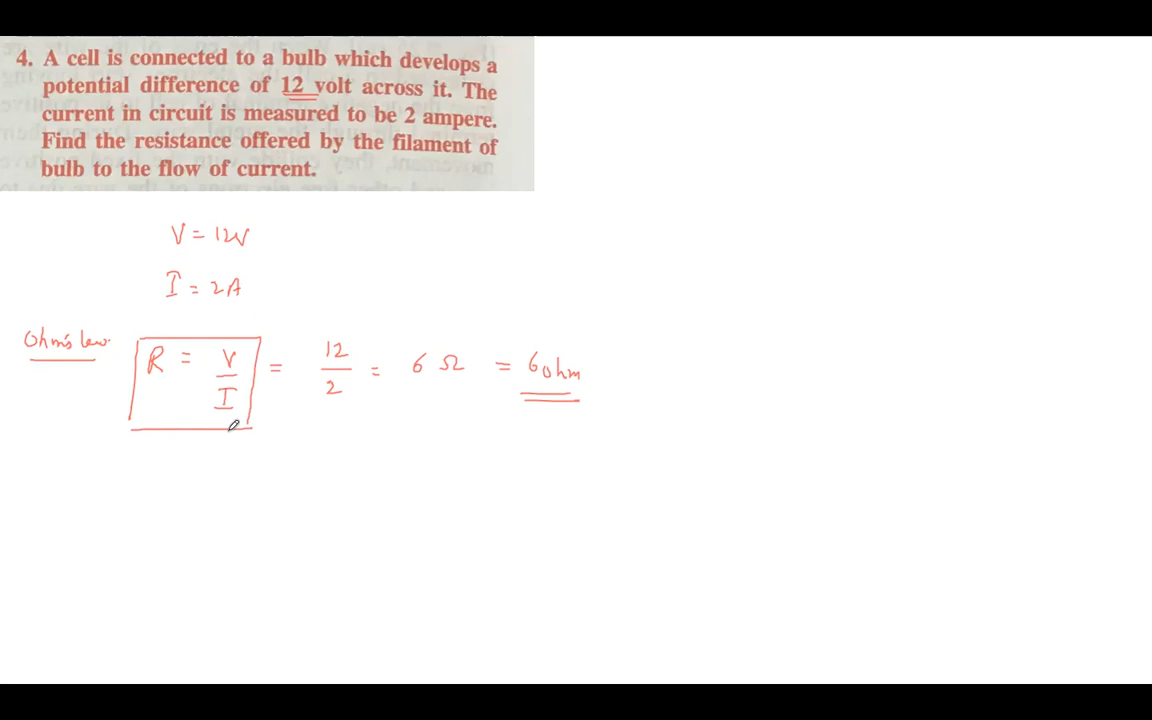 4. A cell is connected to a bulb which develops a
potential difference of 12 volt across it. The
current in circuit is measured to be 2 ampere.
Find the resistance offered by the filament of
bulb to the flow of current.
V = 12V
I = 2A
Ohm's law. R = V/I = 12/2 = 6 Ω = 6 ohm